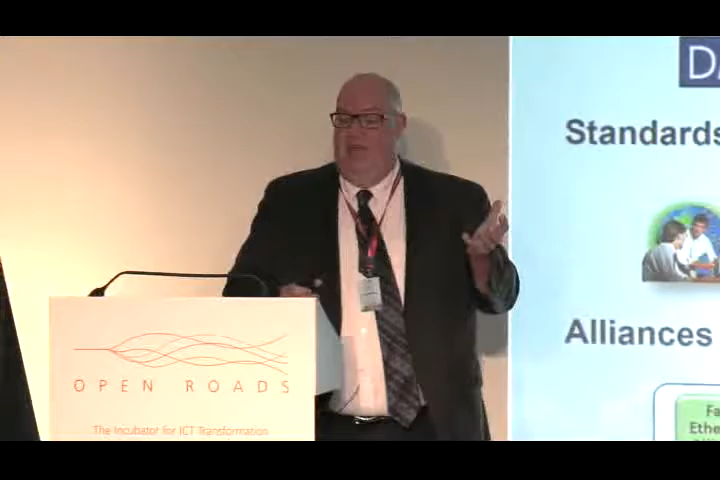 OPEN ROADS
The Incubator for ICT Transformation
Standards
Alliances